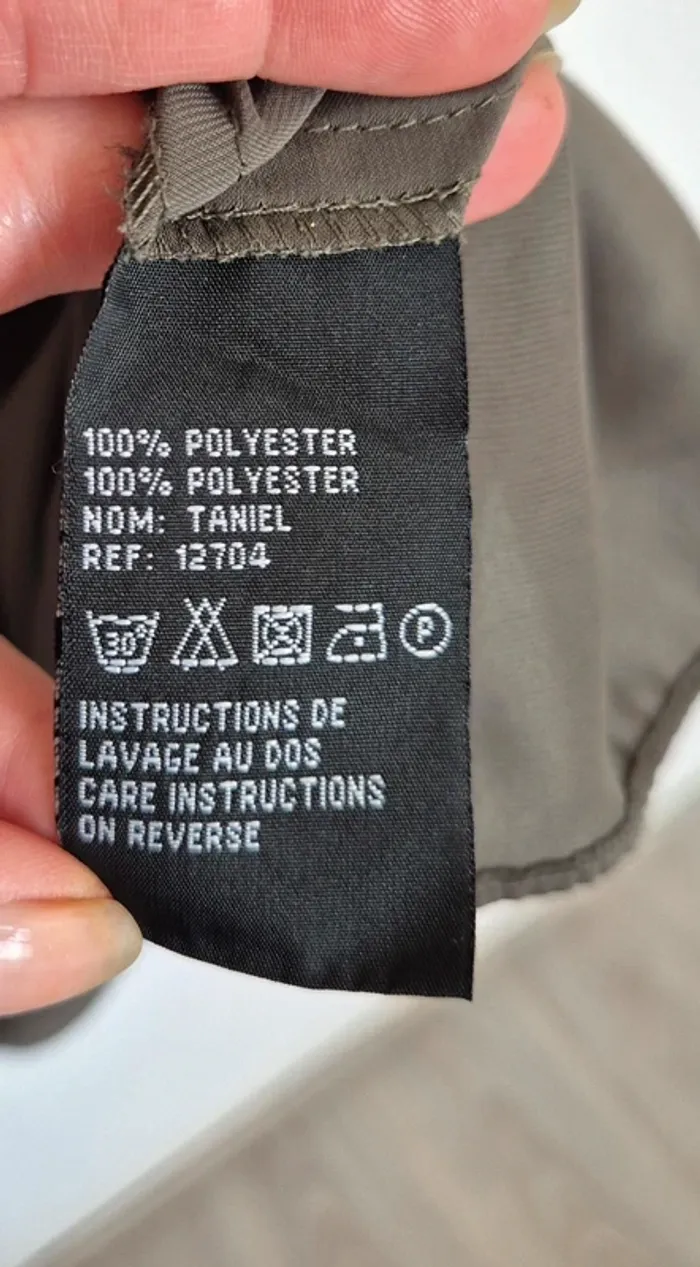 100% POLYESTER
100% POLYESTER
NOM: TANIEL
REF: 12704
30° P
INSTRUCTIONS DE
LAVAGE AU DOS
CARE INSTRUCTIONS
ON REVERSE